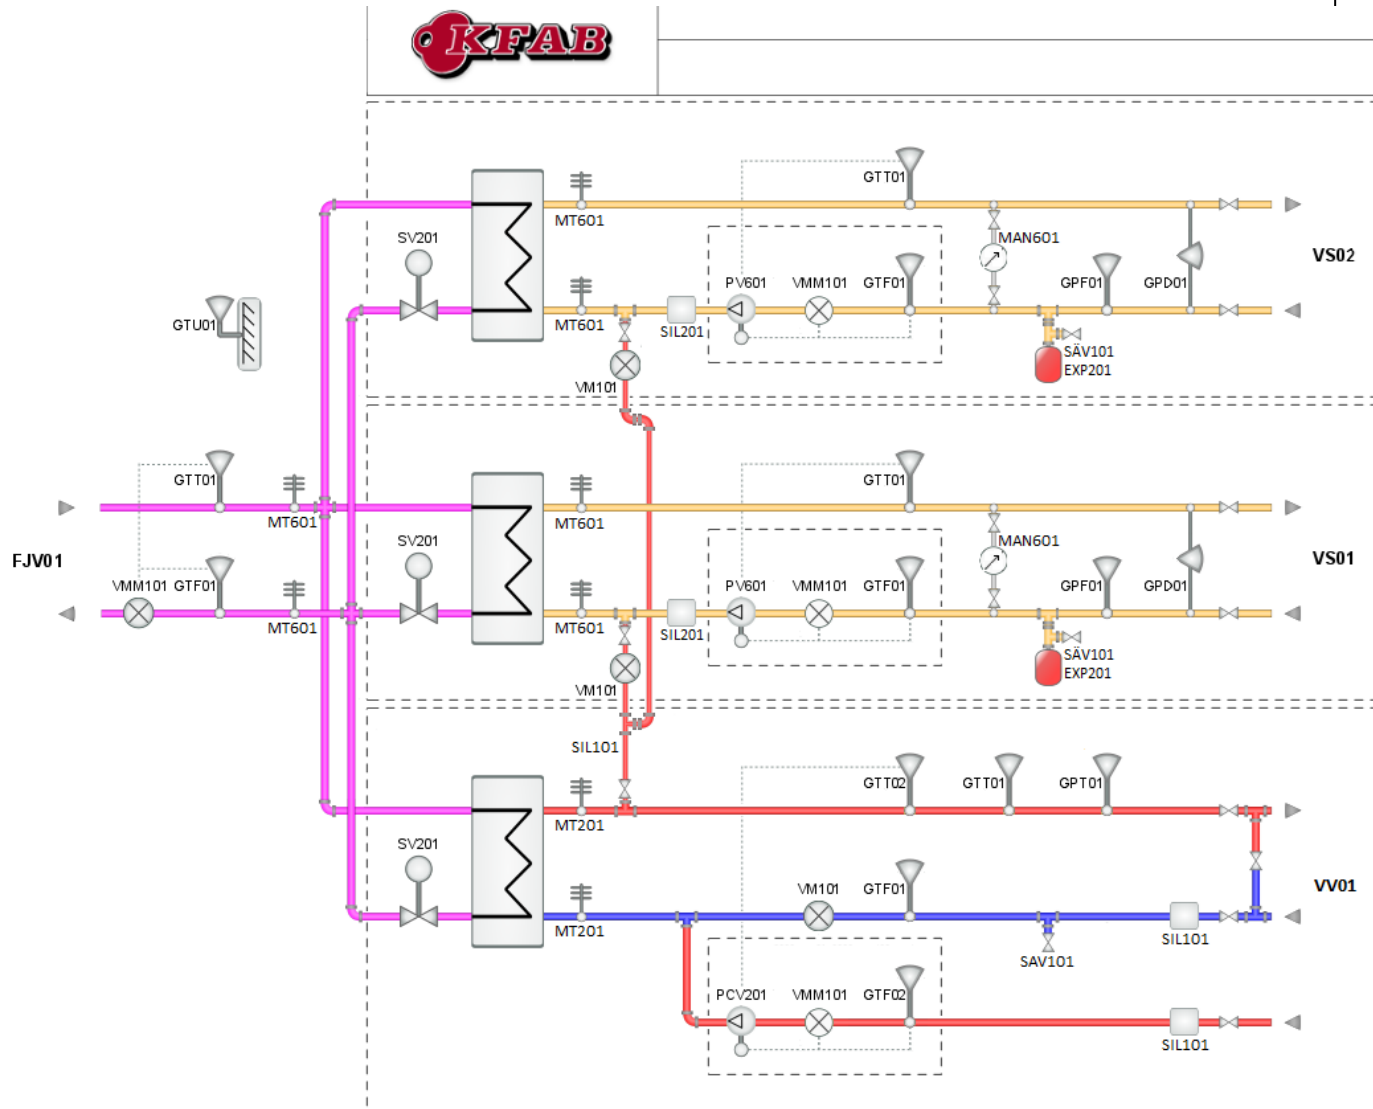 KFAB
GTT01
MT601
SV201
MAN601
VS02
PV601
VMM101
GTF01
GPF01
GPD01
GTU01
MT601
SIL201
SÄV101
EXP201
VM101
GTT01
GTT01
MT601
MT601
SV201
MAN601
FJV01
VS01
VMM101
GTF01
PV601
VMM101
GTF01
GPF01
GPD01
MT601
MT601
SIL201
SÄV101
EXP201
VM101
SIL101
GTT02
GTT01
GPT01
MT201
SV201
VM101
GTF01
VV01
MT201
SIL101
SAV101
PCV201
VMM101
GTF02
SIL101